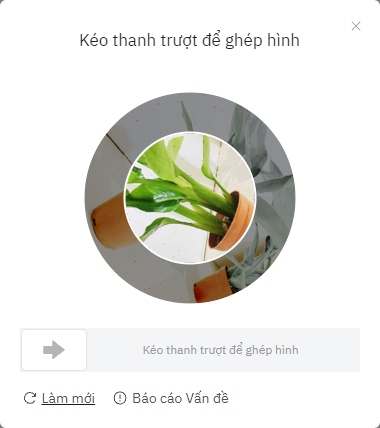 Kéo thanh trượt để ghép hình
Kéo thanh trượt để ghép hình
Làm mới
Báo cáo Vấn đề